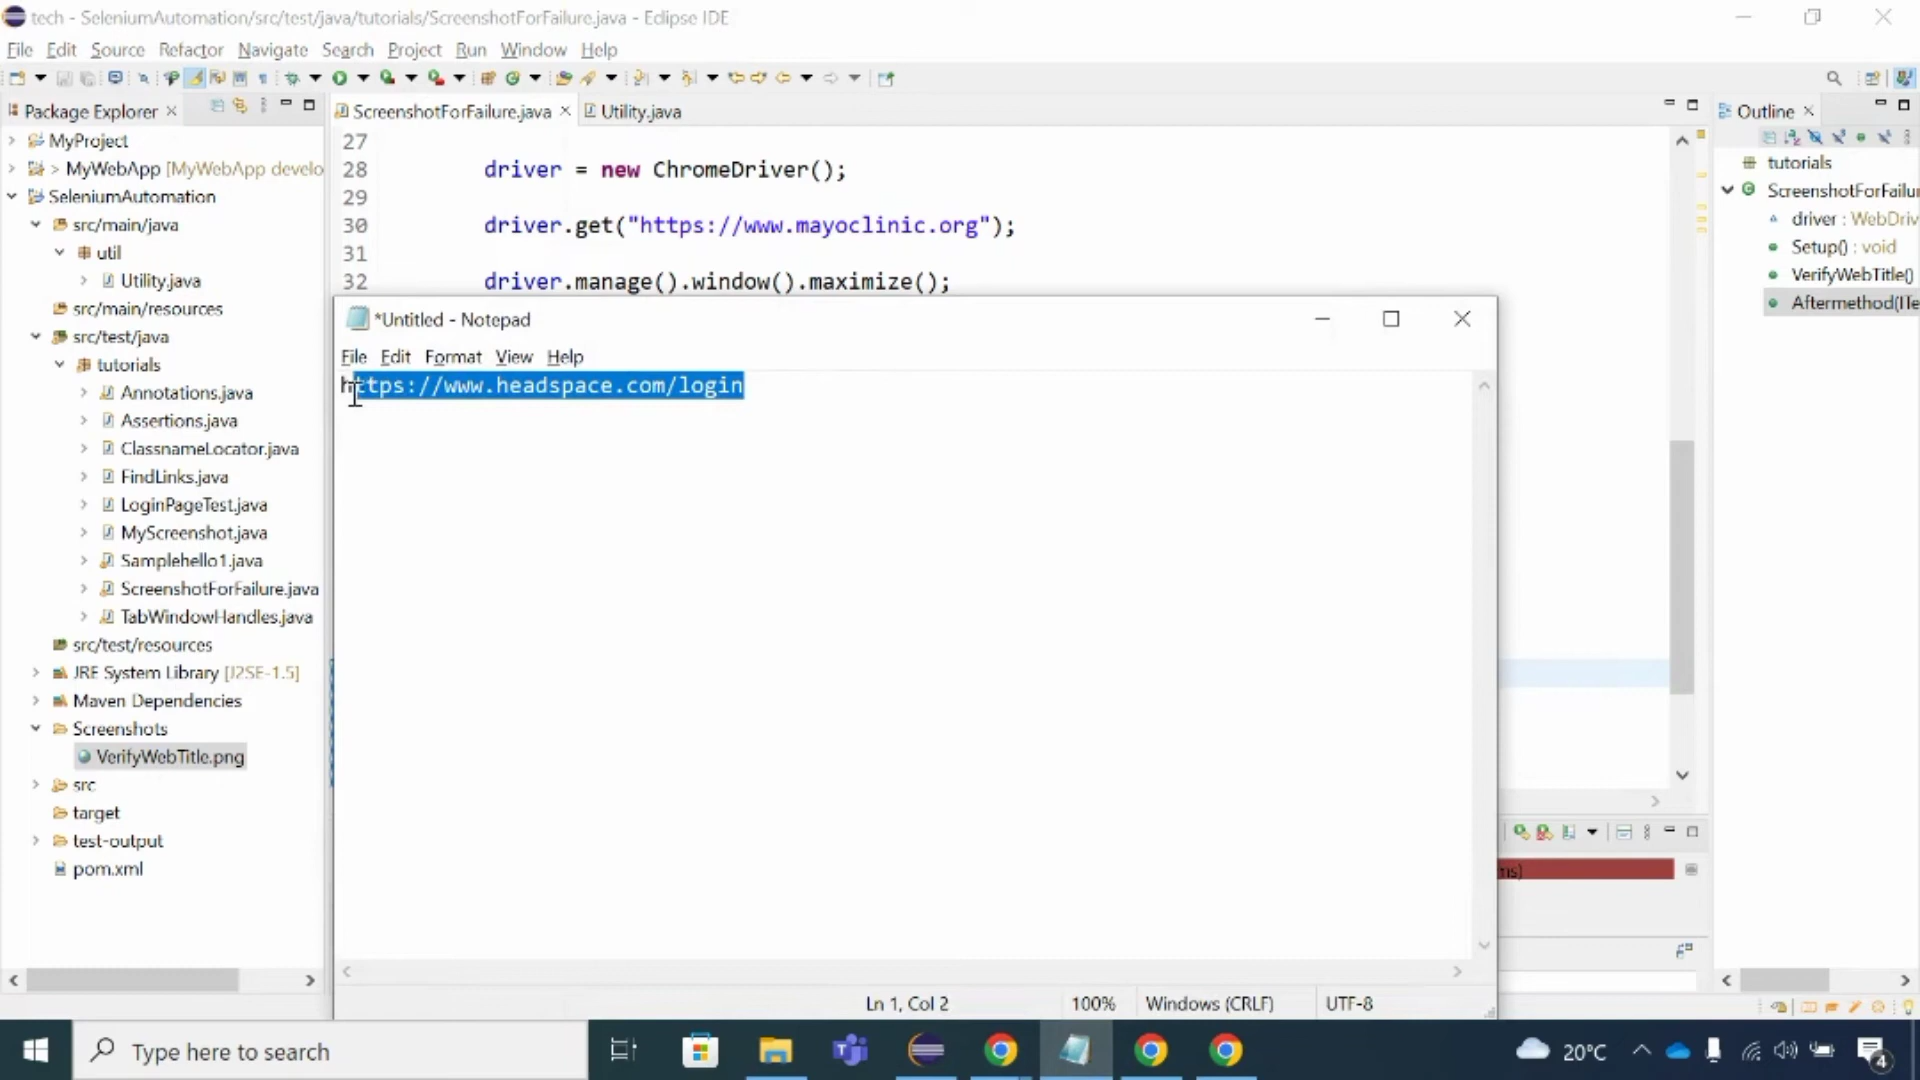 tech - SeleniumAutomation/src/test/java/tutorials/ScreenshotForFailure.java - Eclipse IDE
File Edit Source Refactor Navigate Search Project Run Window Help
Package Explorer
MyProject
> MyWebApp [MyWebApp develo
SeleniumAutomation
src/main/java
util
Utility.java
src/main/resources
src/test/java
tutorials
Annotations.java
Assertions.java
ClassnameLocator.java
FindLinks.java
LoginPageTest.java
MyScreenshot.java
Samplehello1.java
ScreenshotForFailure.java
TabWindowHandles.java
src/test/resources
JRE System Library [J2SE-1.5]
Maven Dependencies
Screenshots
VerifyWebTitle.png
src
target
test-output
pom.xml
ScreenshotForFailure.java Utility.java
27
28 driver = new ChromeDriver();
29
30 driver.get("https://www.mayoclinic.org");
31
32 driver.manage().window().maximize();
*Untitled - Notepad
File Edit Format View Help
https://www.headspace.com/login
Ln 1, Col 2 100% Windows (CRLF) UTF-8
Outline
tutorials
ScreenshotForFailur
driver : WebDriv
Setup() : void
VerifyWebTitle()
Aftermethod(ITe
ms)
Type here to search
20°C
4